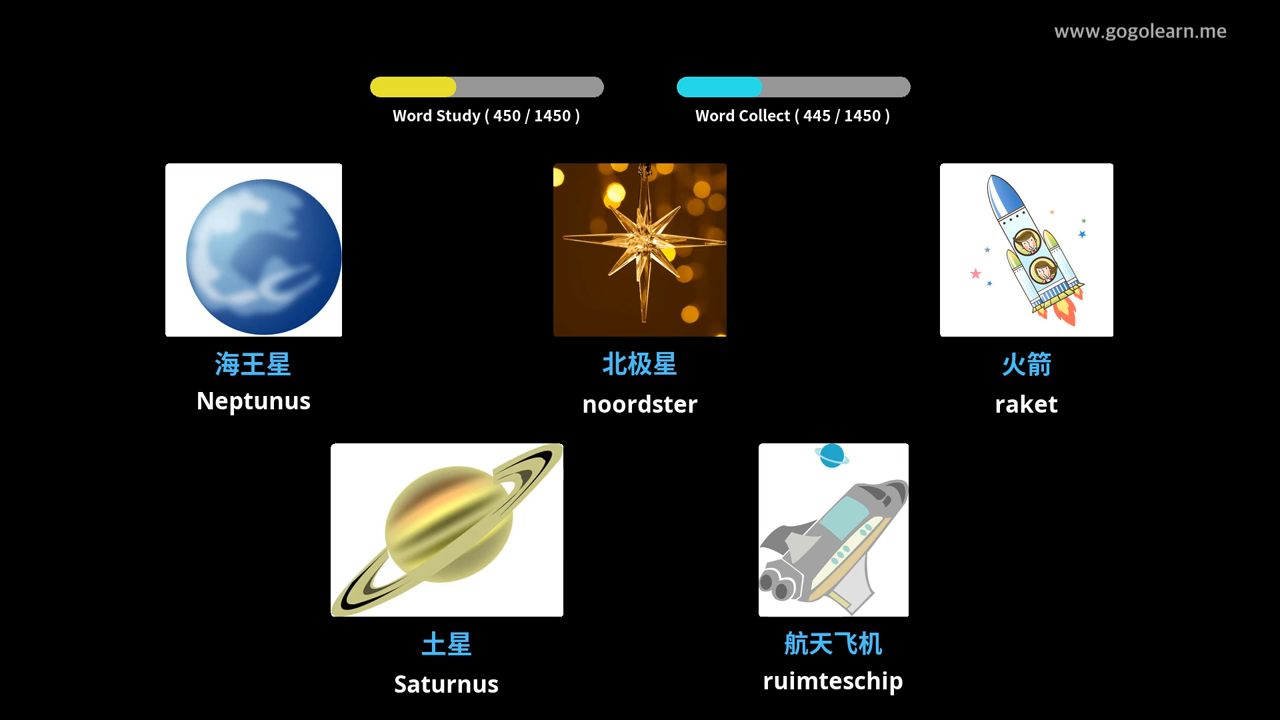 www.gogolearn.me
Word Study ( 450 / 1450 )
Word Collect ( 445 / 1450 )
海王星
Neptunus
北极星
noordster
火箭
raket
土星
Saturnus
航天飞机
ruimteschip